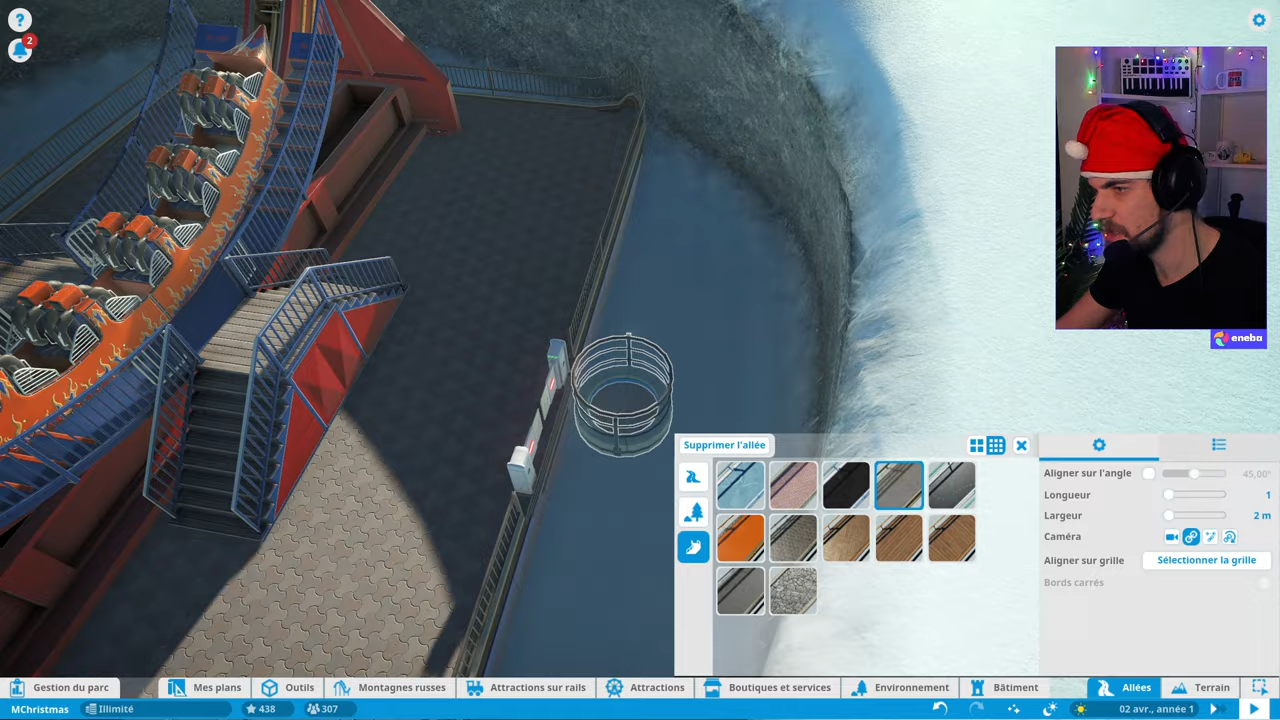 ?
2
eneba
Supprimer l'allée
Aligner sur l'angle 45,00°
Longueur 1
Largeur 2 m
Caméra
Aligner sur grille Sélectionner la grille
Bords carrés
Gestion du parc Mes plans Outils Montagnes russes Attractions sur rails Attractions Boutiques et services Environnement Bâtiment Allées Terrain
MChristmas Illimité 438 307 02 avr., année 1